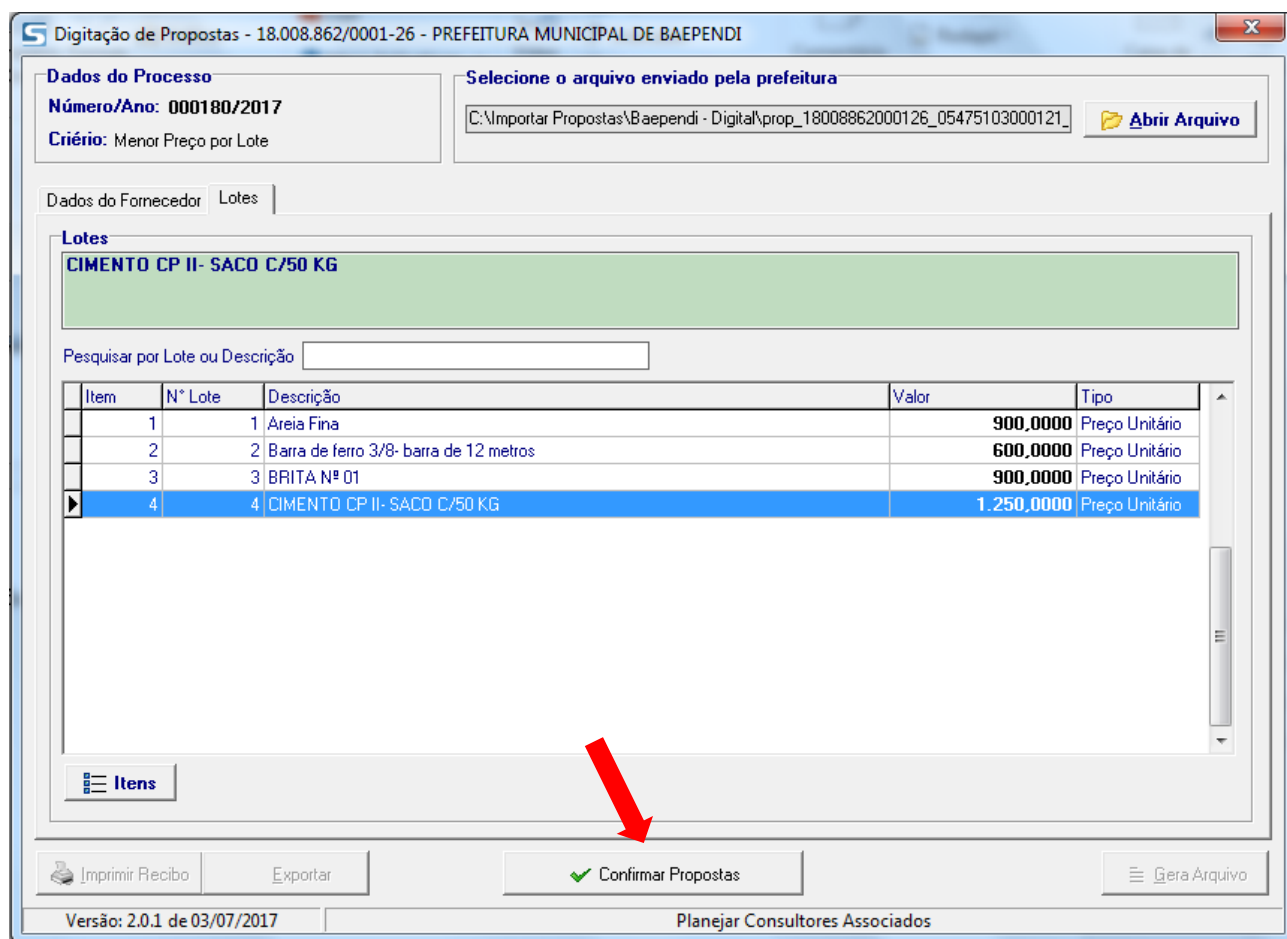 Digitação de Propostas - 18.008.862/0001-26 - PREFEITURA MUNICIPAL DE BAEPENDI
Dados do Processo
Número/Ano: 000180/2017
Criério: Menor Preço por Lote
Selecione o arquivo enviado pela prefeitura
C:\Importar Propostas\Baependi - Digital\prop_18008862000126_05475103000121_
Abrir Arquivo
Dados do Fornecedor Lotes
Lotes
CIMENTO CP II- SACO C/50 KG
Pesquisar por Lote ou Descrição
Item N° Lote Descrição Valor Tipo
1 1 Areia Fina 900,0000 Preço Unitário
2 2 Barra de ferro 3/8- barra de 12 metros 600,0000 Preço Unitário
3 3 BRITA Nº 01 900,0000 Preço Unitário
4 4 CIMENTO CP II- SACO C/50 KG 1.250,0000 Preço Unitário
Itens
Imprimir Recibo Exportar Confirmar Propostas Gera Arquivo
Versão: 2.0.1 de 03/07/2017 Planejar Consultores Associados